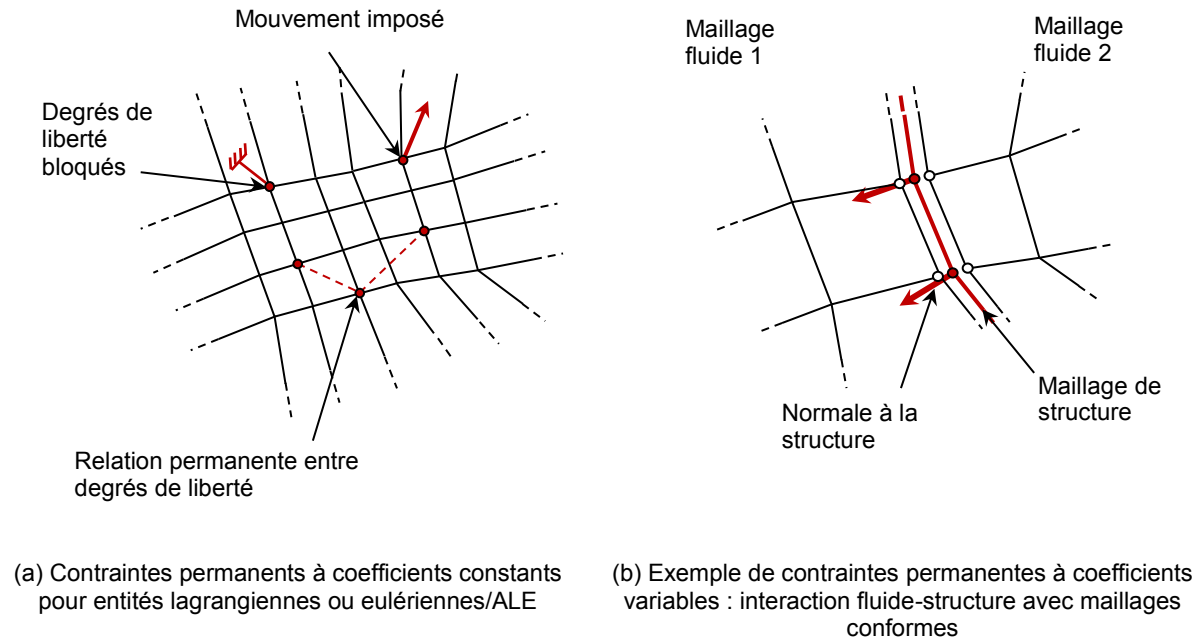 Mouvement imposé
Degrés de
liberté
bloqués
Relation permanente entre
degrés de liberté
(a) Contraintes permanents à coefficients constants
pour entités lagrangiennes ou eulériennes/ALE
Maillage
fluide 1
Maillage
fluide 2
Normale à la
structure
Maillage de
structure
(b) Exemple de contraintes permanentes à coefficients
variables : interaction fluide-structure avec maillages
conformes